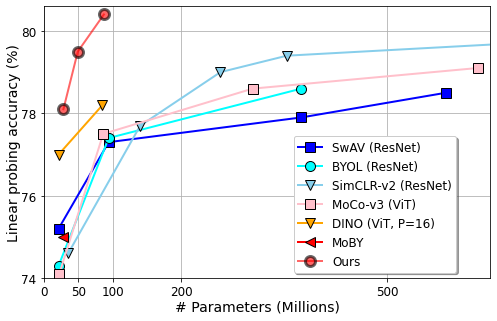 80
78
76
74
Linear probing accuracy (%)
SwAV (ResNet)
BYOL (ResNet)
SimCLR-v2 (ResNet)
MoCo-v3 (ViT)
DINO (ViT, P=16)
MoBY
Ours
0 50 100 200 500
# Parameters (Millions)